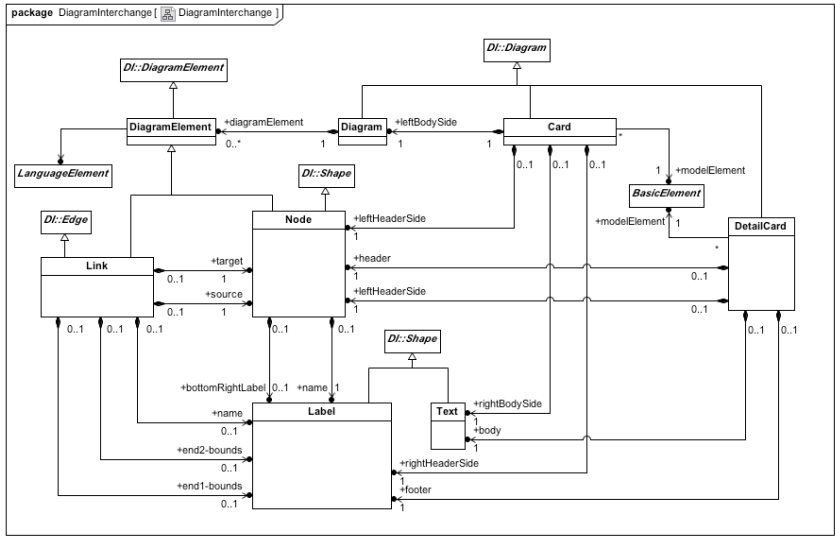 package DiagramInterchange [ DiagramInterchange ]
DI::Diagram
DI::DiagramElement
DiagramElement
+diagramElement
0..*
1
Diagram
+leftBodySide
1
1
Card
*
LanguageElement
DI::Shape
0..1
0..1
0..1
1
+modelElement
BasicElement
+modelElement
1
*
DetailCard
DI::Edge
Node
+leftHeaderSide
1
Link
+target
0..1
1
+header
1
0..1
+source
0..1
1
+leftHeaderSide
1
0..1
0..1
0..1
0..1
0..1
0..1
0..1
0..1
DI::Shape
+bottomRightLabel
0..1
+name
1
Label
Text
+rightBodySide
1
+name
0..1
+body
1
+end2-bounds
0..1
+rightHeaderSide
1
+end1-bounds
0..1
+footer
1